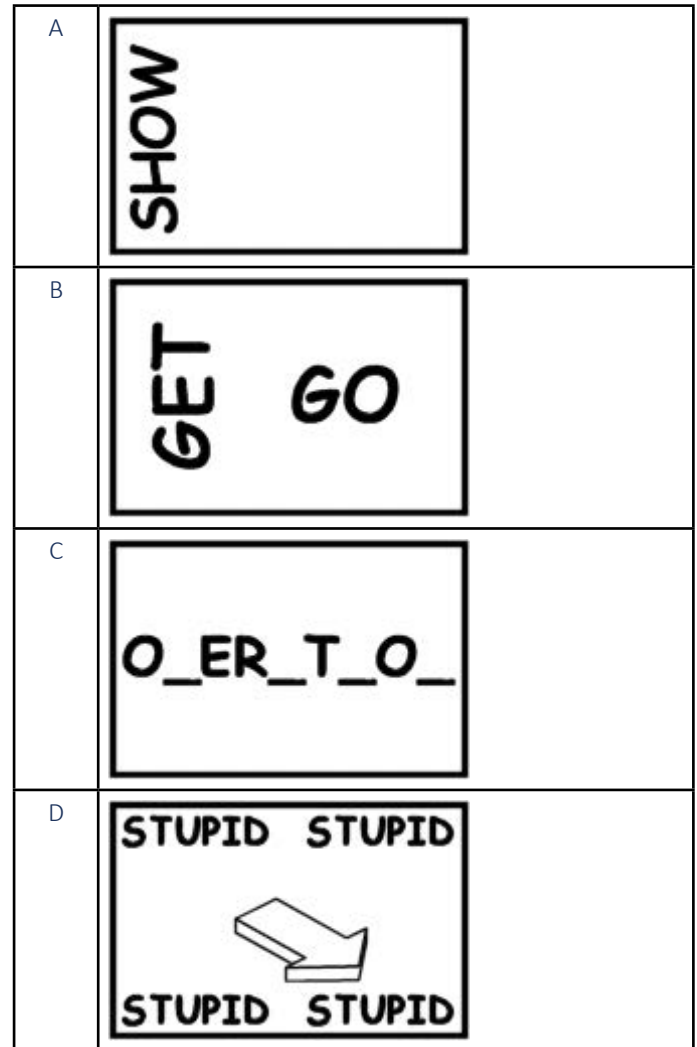 A
SHOW
B
GET GO
C
O_ER_T_O_
D
STUPID STUPID
STUPID STUPID